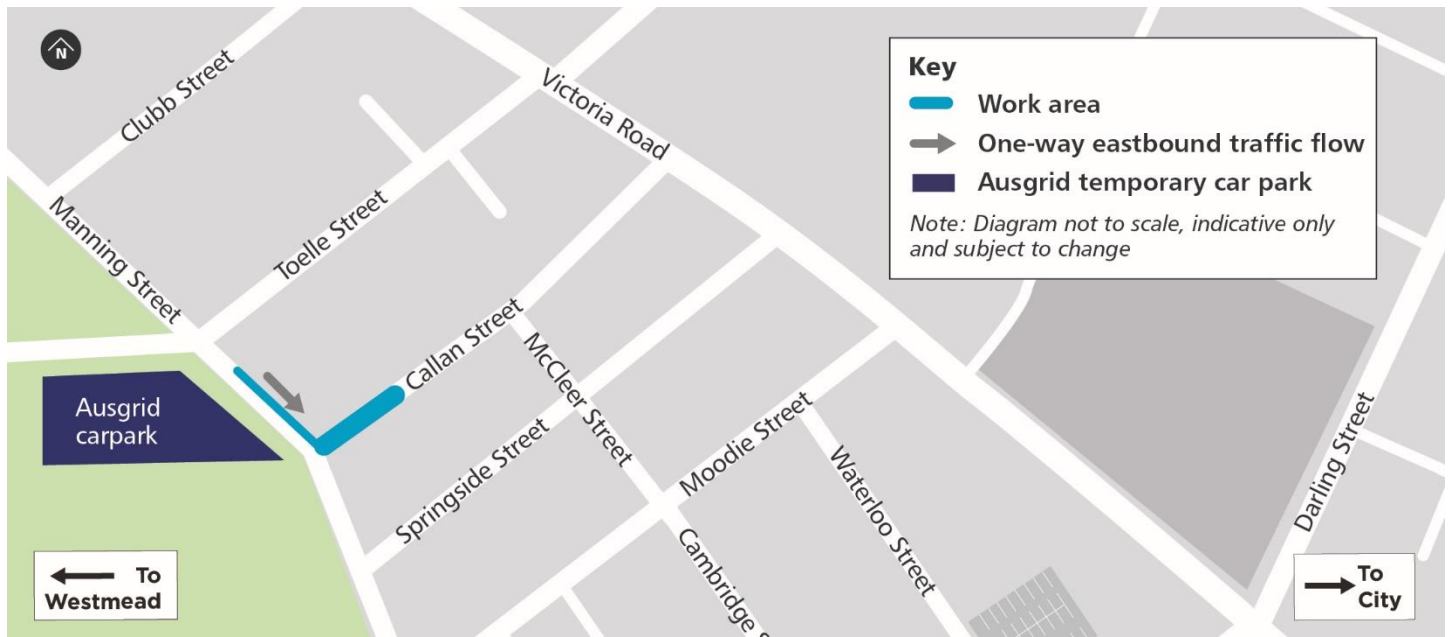 N
Clubb Street
Victoria Road
Manning Street
Toelle Street
Callan Street
McCleer Street
Springside Street
Moodie Street
Waterloo Street
Cambridge
Darling Street
Key
Work area
One-way eastbound traffic flow
Ausgrid temporary car park
Note: Diagram not to scale, indicative only
and subject to change
Ausgrid
carpark
To
Westmead
To
City